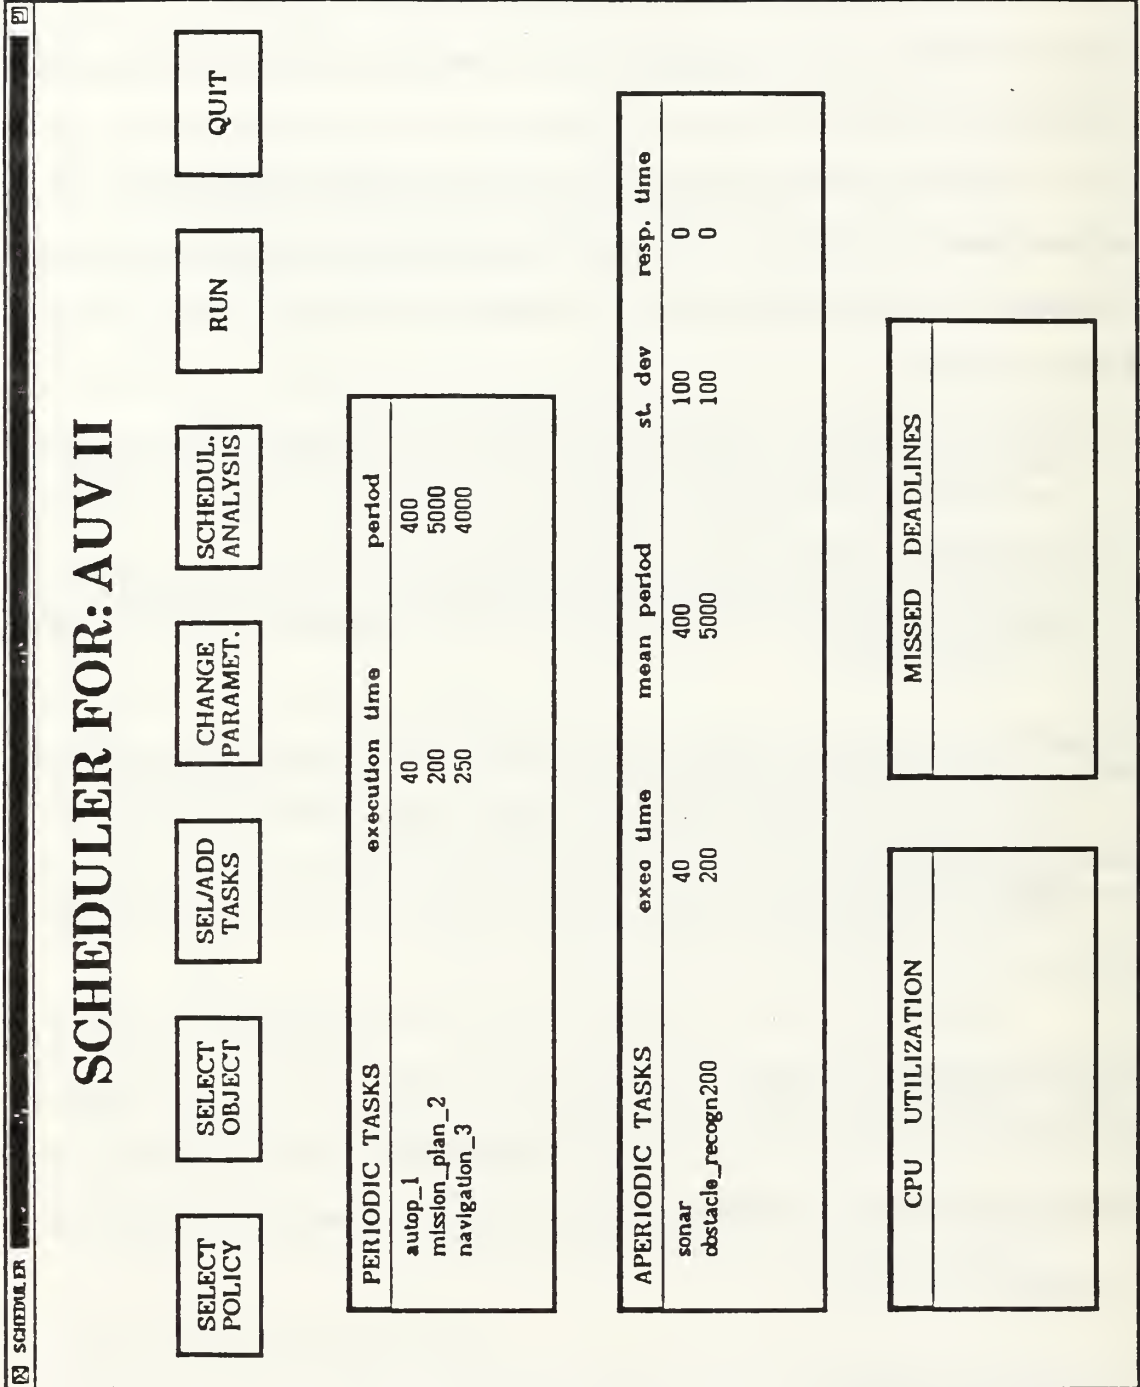 SCHEDULER
SCHEDULER FOR: AUV II
SELECT POLICY
SELECT OBJECT
SEL/ADD TASKS
CHANGE PARAMET.
SCHEDUL. ANALYSIS
RUN
QUIT
PERIODIC TASKS execution time period
autop_1 40 400
mission_plan_2 200 5000
navigation_3 250 4000
APERIODIC TASKS exec time mean period st. dev resp. time
sonar 40 400 100 0
obstacle_recogn200 200 5000 100 0
CPU UTILIZATION
MISSED DEADLINES